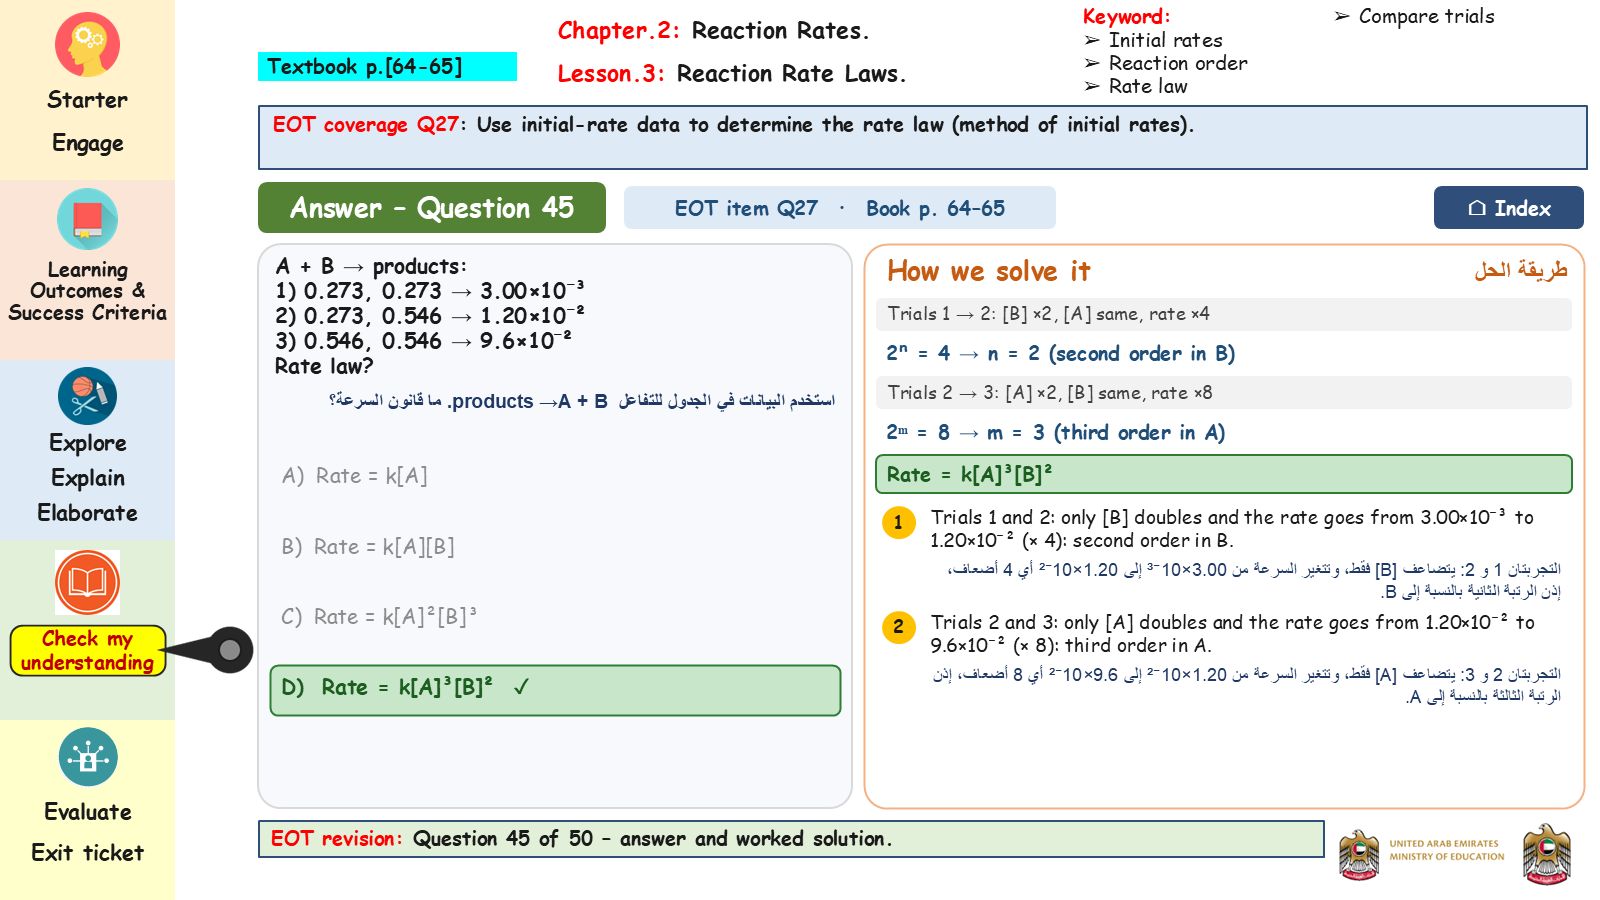 Starter
Engage
Learning
Outcomes &
Success Criteria
Explore
Explain
Elaborate
Check my
understanding
Evaluate
Exit ticket
Textbook p.[64-65]
Chapter.2: Reaction Rates.
Lesson.3: Reaction Rate Laws.
Keyword:
➢ Initial rates
➢ Reaction order
➢ Rate law
➢ Compare trials
EOT coverage Q27: Use initial-rate data to determine the rate law (method of initial rates).
Answer – Question 45
EOT item Q27 · Book p. 64–65
⌂ Index
A + B → products:
1) 0.273, 0.273 → 3.00×10⁻³
2) 0.273, 0.546 → 1.20×10⁻²
3) 0.546, 0.546 → 9.6×10⁻²
Rate law?
استخدم البيانات في الجدول للتفاعل A + B→ products. ما قانون السرعة؟
A) Rate = k[A]
B) Rate = k[A][B]
C) Rate = k[A]²[B]³
D) Rate = k[A]³[B]² ✓
How we solve it
طريقة الحل
Trials 1 → 2: [B] ×2, [A] same, rate ×4
2ⁿ = 4 → n = 2 (second order in B)
Trials 2 → 3: [A] ×2, [B] same, rate ×8
2ᵐ = 8 → m = 3 (third order in A)
Rate = k[A]³[B]²
1
Trials 1 and 2: only [B] doubles and the rate goes from 3.00×10⁻³ to
1.20×10⁻² (× 4): second order in B.
التجربتان 1 و 2: يتضاعف [B] فقط، وتتغير السرعة من 3.00×10⁻³ إلى 1.20×10⁻² أي 4 أضعاف،
إذن الرتبة الثانية بالنسبة إلى B.
2
Trials 2 and 3: only [A] doubles and the rate goes from 1.20×10⁻² to
9.6×10⁻² (× 8): third order in A.
التجربتان 2 و 3: يتضاعف [A] فقط، وتتغير السرعة من 1.20×10⁻² إلى 9.6×10⁻² أي 8 أضعاف، إذن
الرتبة الثالثة بالنسبة إلى A.
EOT revision: Question 45 of 50 – answer and worked solution.
UNITED ARAB EMIRATES
MINISTRY OF EDUCATION